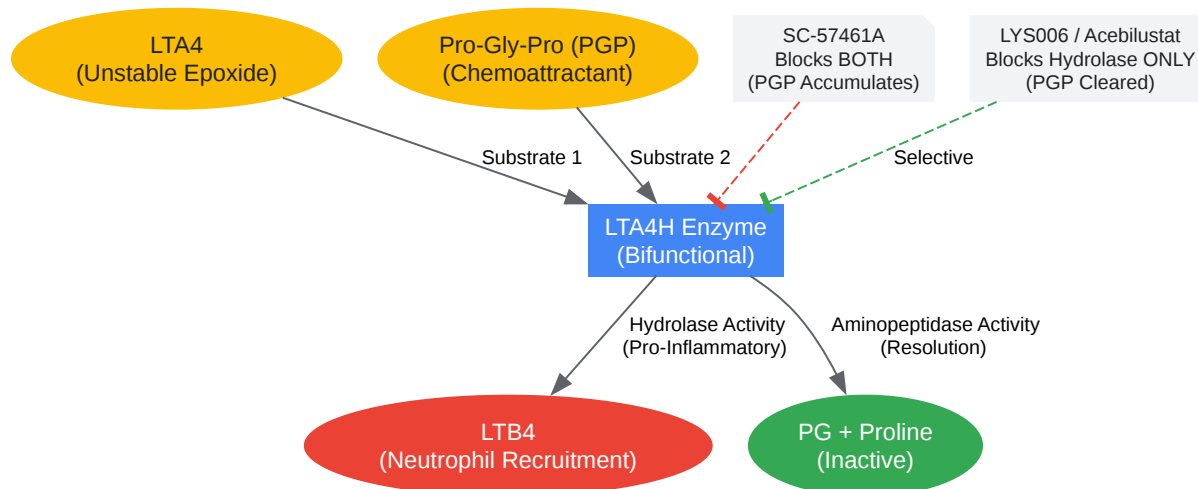 LTA4
(Unstable Epoxide)
Pro-Gly-Pro (PGP)
(Chemoattractant)
SC-57461A
Blocks BOTH
(PGP Accumulates)
LYS006 / Acebilustat
Blocks Hydrolase ONLY
(PGP Cleared)
Substrate 1
Substrate 2
Selective
LTA4H Enzyme
(Bifunctional)
Hydrolase Activity
(Pro-Inflammatory)
Aminopeptidase Activity
(Resolution)
LTB4
(Neutrophil Recruitment)
PG + Proline
(Inactive)